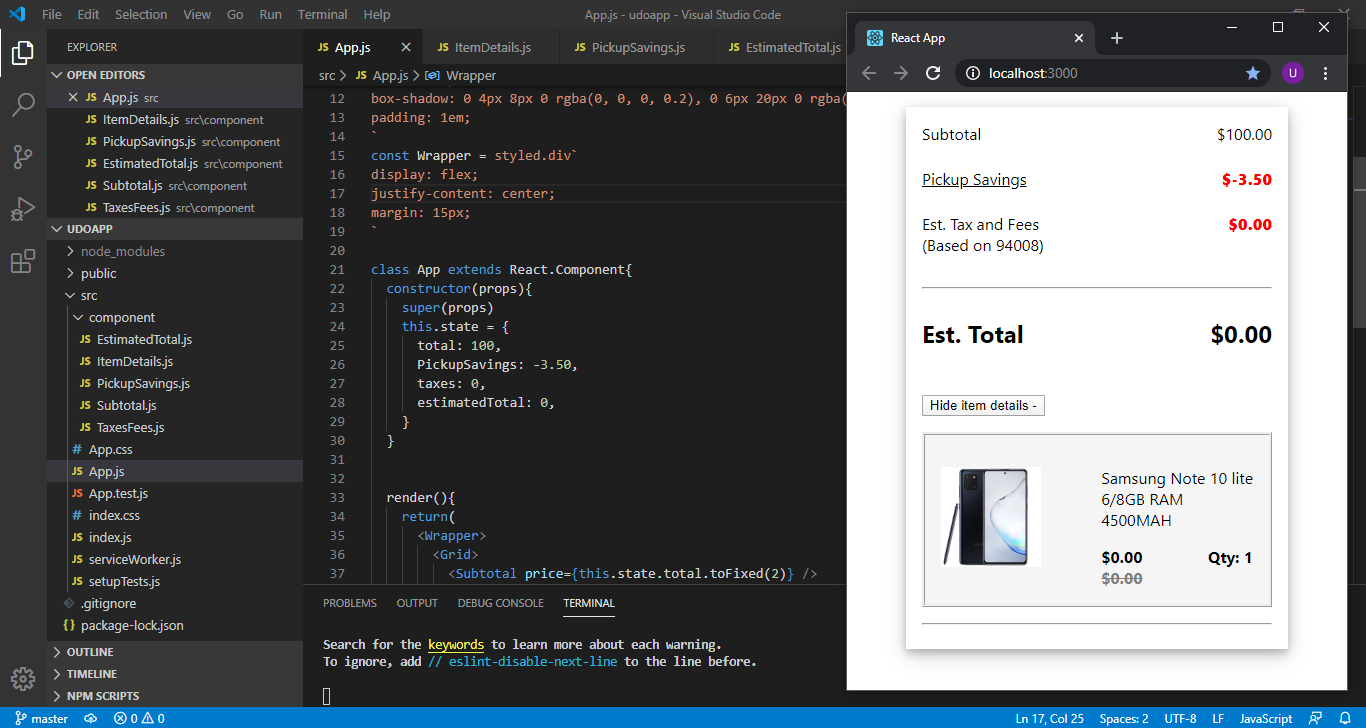 File Edit Selection View Go Run Terminal Help
App.js - udoapp - Visual Studio Code
EXPLORER
OPEN EDITORS
JS App.js src
JS ItemDetails.js src\component
JS PickupSavings.js src\component
JS EstimatedTotal.js src\component
JS Subtotal.js src\component
JS TaxesFees.js src\component
UDOAPP
node_modules
public
src
component
JS EstimatedTotal.js
JS ItemDetails.js
JS PickupSavings.js
JS Subtotal.js
JS TaxesFees.js
# App.css
JS App.js
JS App.test.js
# index.css
JS index.js
JS serviceWorker.js
JS setupTests.js
.gitignore
{} package-lock.json
OUTLINE
TIMELINE
NPM SCRIPTS
JS App.js JS ItemDetails.js JS PickupSavings.js JS EstimatedTotal.js
src > JS App.js > Wrapper
12 box-shadow: 0 4px 8px 0 rgba(0, 0, 0, 0.2), 0 6px 20px 0 rgba(
13 padding: 1em;
14 `
15 const Wrapper = styled.div`
16 display: flex;
17 justify-content: center;
18 margin: 15px;
19 `
20
21 class App extends React.Component{
22 constructor(props){
23 super(props)
24 this.state = {
25 total: 100,
26 PickupSavings: -3.50,
27 taxes: 0,
28 estimatedTotal: 0,
29 }
30 }
31
32
33 render(){
34 return(
35 <Wrapper>
36 <Grid>
37 <Subtotal price={this.state.total.toFixed(2)} />
PROBLEMS OUTPUT DEBUG CONSOLE TERMINAL
Search for the keywords to learn more about each warning.
To ignore, add // eslint-disable-next-line to the line before.
React App
localhost:3000
U
Subtotal $100.00
Pickup Savings $-3.50
Est. Tax and Fees $0.00
(Based on 94008)
Est. Total $0.00
Hide item details -
Samsung Note 10 lite
6/8GB RAM
4500MAH
$0.00 Qty: 1
$0.00
master 0 0 Ln 17, Col 25 Spaces: 2 UTF-8 LF JavaScript